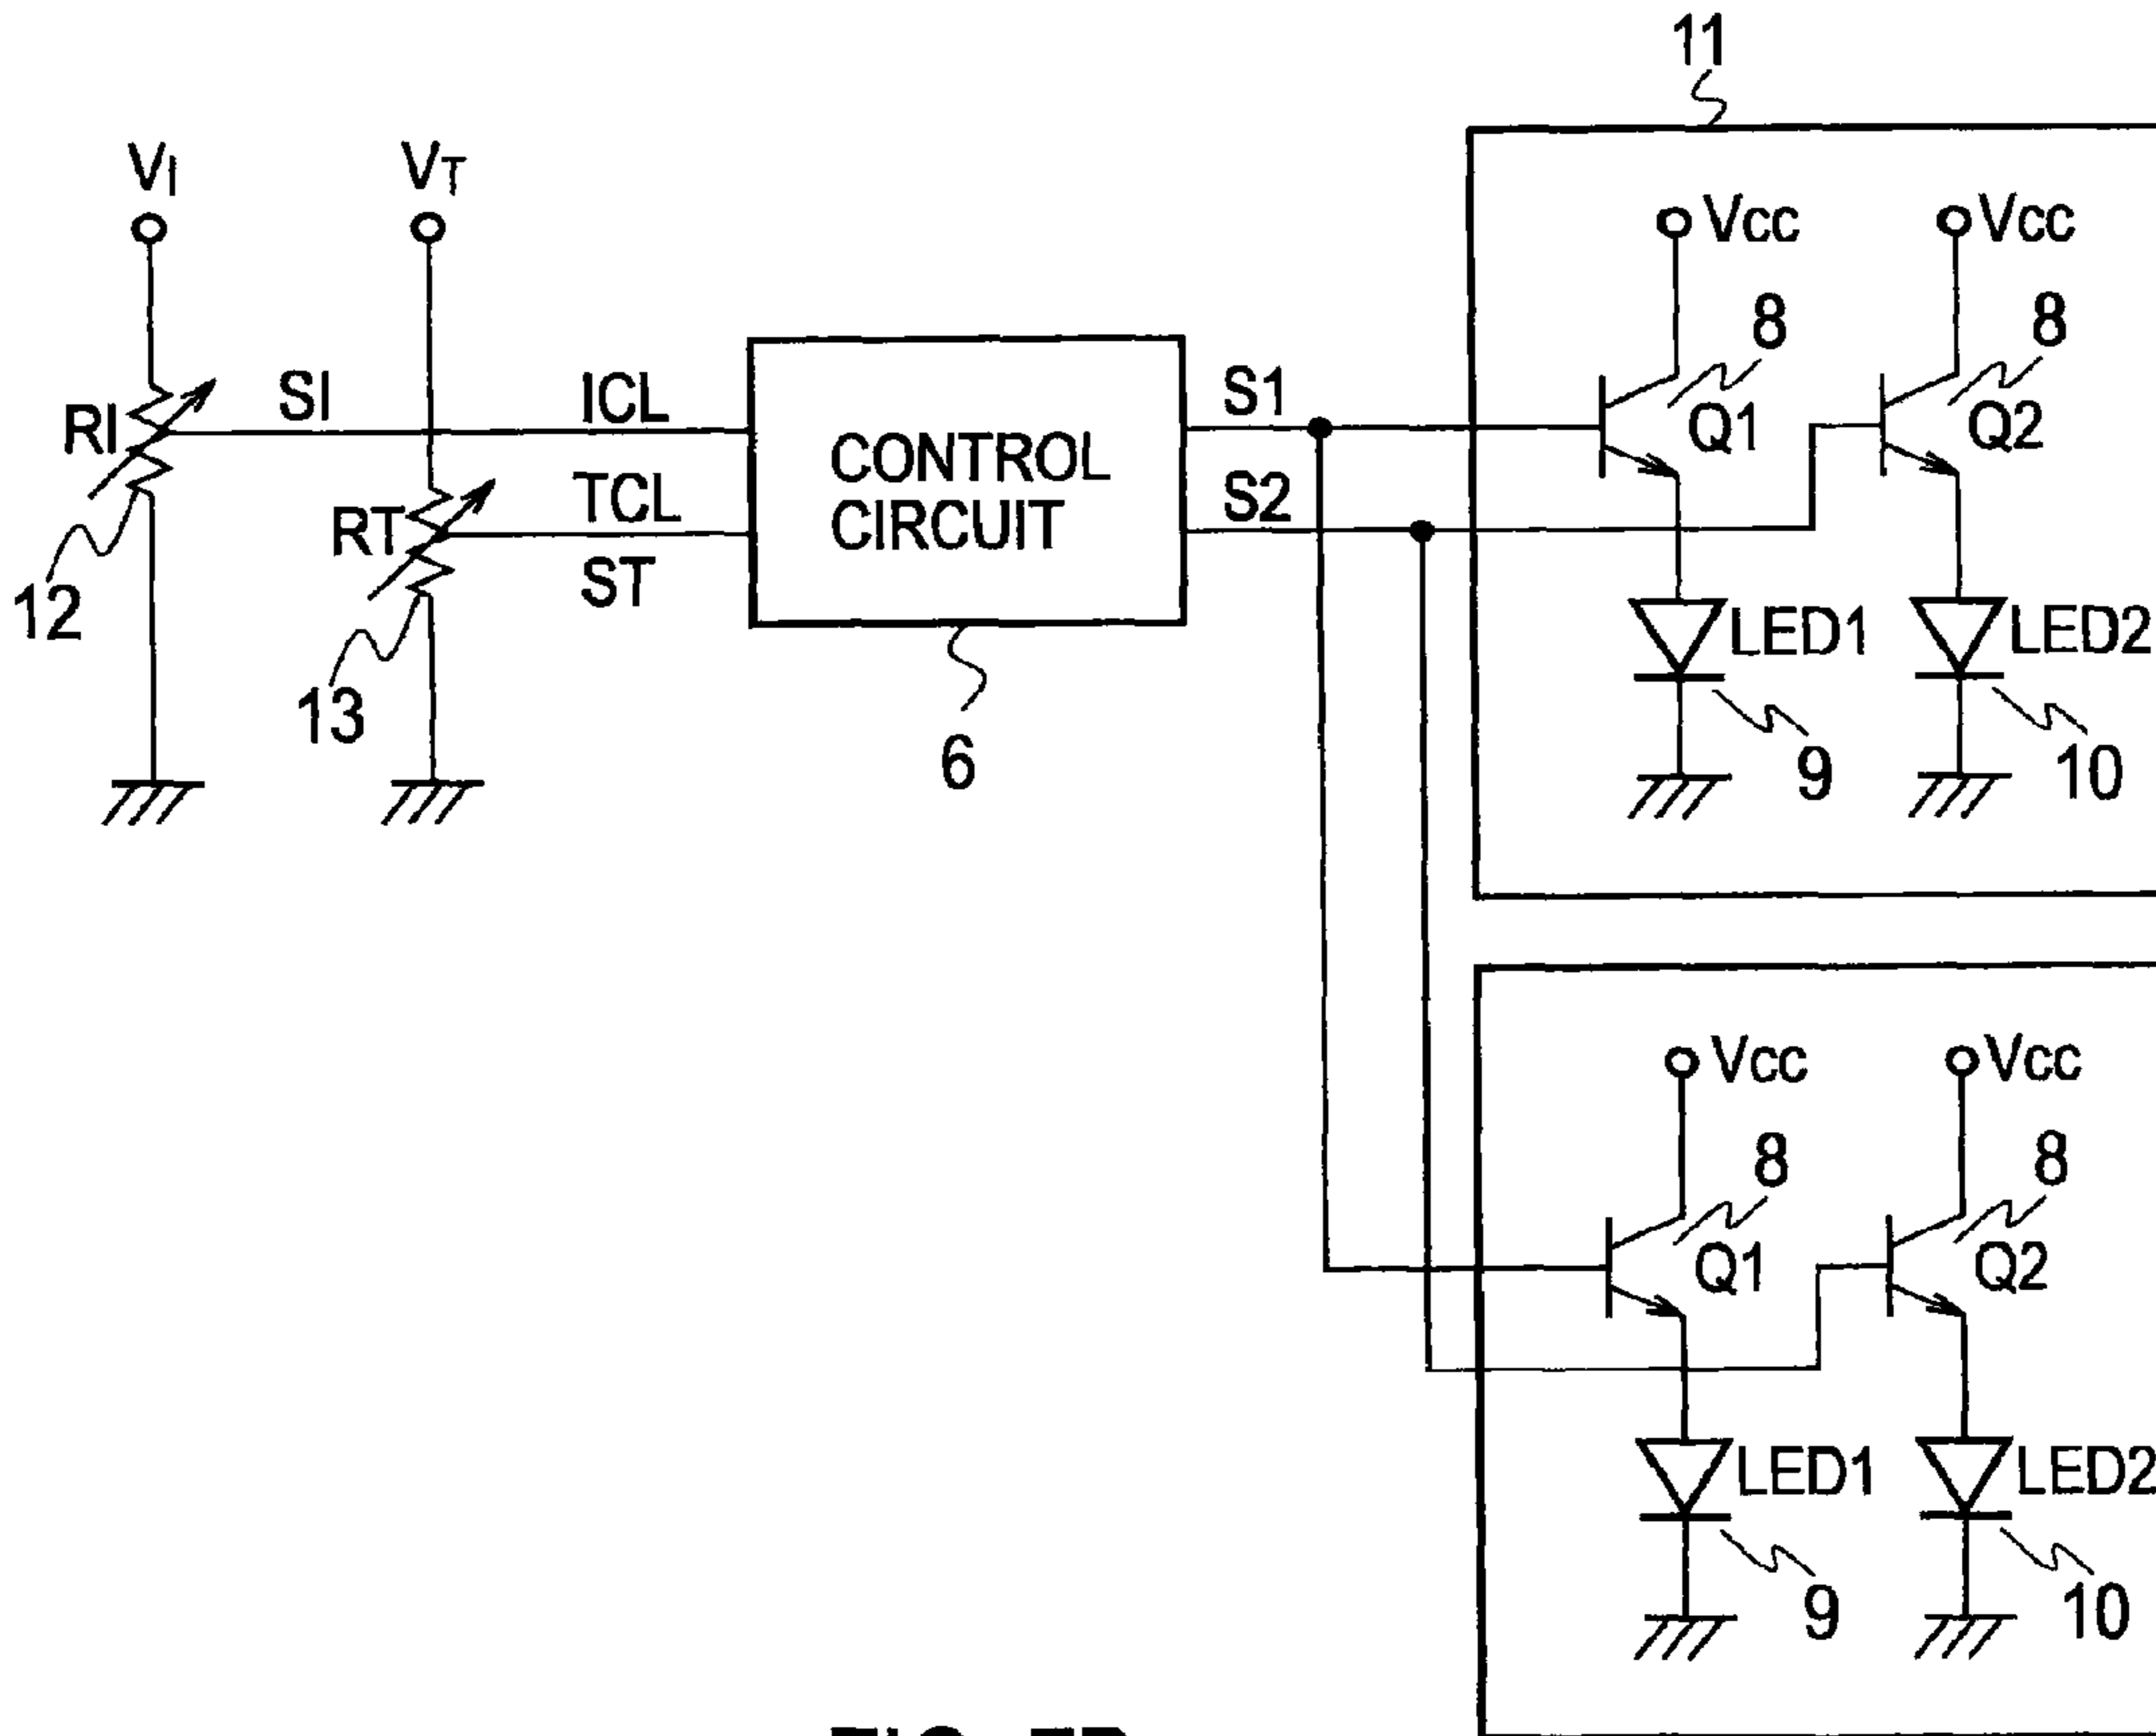 11
VI
VT
Vcc
Vcc
8
8
SI
ICL
S1
RI
Q1
Q2
CONTROL
CIRCUIT
TCL
S2
RT
ST
12
LED1
LED2
13
6
9
10
Vcc
Vcc
8
8
Q1
Q2
LED1
LED2
9
10